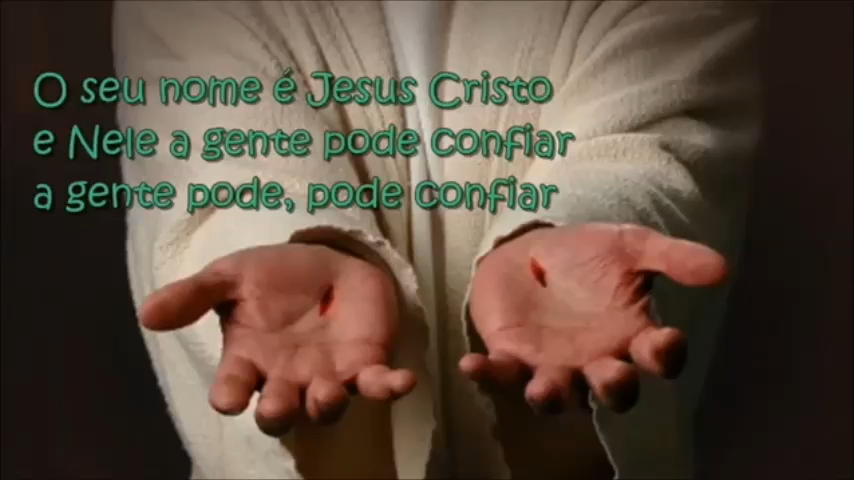 O seu nome é Jesus Cristo
e Nele a gente pode confiar
a gente pode, pode confiar